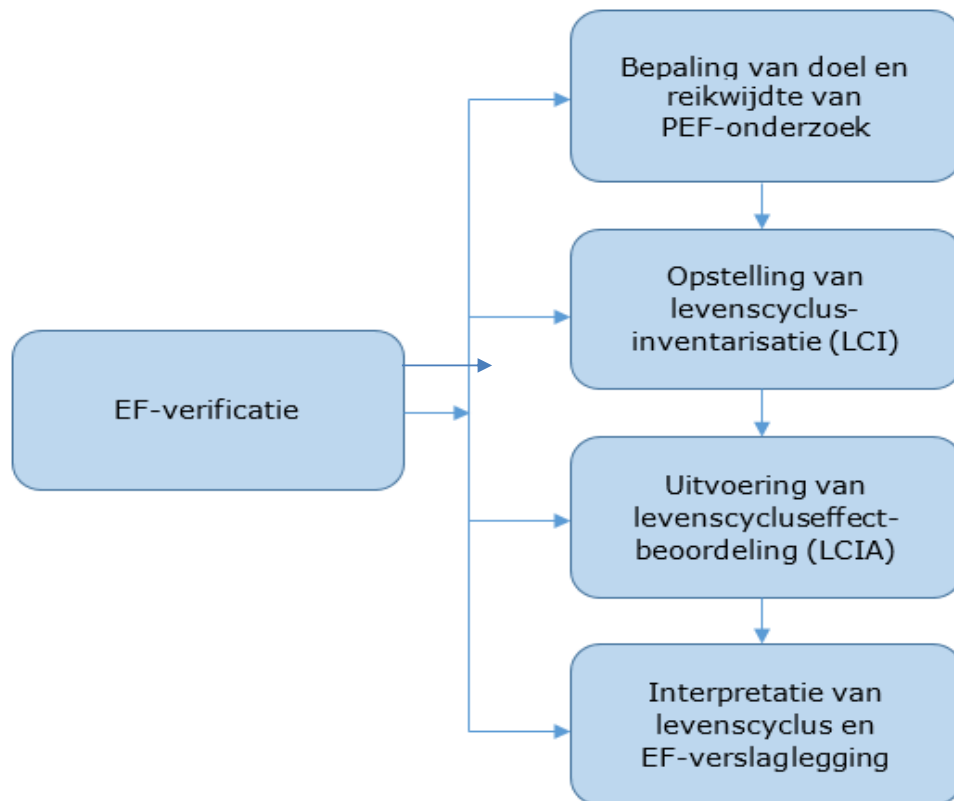 Bepaling van doel en
reikwijdte van
PEF-onderzoek
Opstelling van
levenscyclus-
inventarisatie (LCI)
EF-verificatie
Uitvoering van
levenscycluseffect-
beoordeling (LCIA)
Interpretatie van
levenscyclus en
EF-verslaglegging